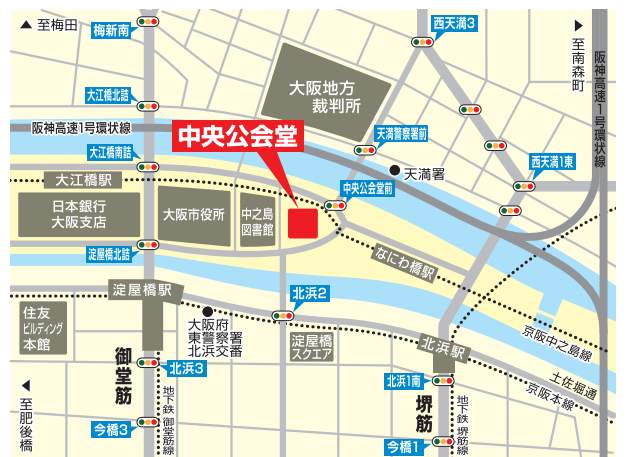 至梅田
梅新南
西天満3
至南森町
阪神高速1号環状線
大江橋北詰
大阪地方
裁判所
阪神高速1号環状線
中央公会堂
天満警察署前
大江橋南詰
西天満1東
天満署
大江橋駅
中央公会堂前
日本銀行
大阪支店
大阪市役所
中之島
図書館
淀屋橋北詰
なにわ橋駅
淀屋橋駅
北浜2
住友
ビルディング
本館
大阪府
東警察署
北浜交番
淀屋橋
スクエア
北浜駅
京阪中之島線
御堂筋
北浜3
土佐堀通
京阪本線
北浜1南
至肥後橋
地下鉄 御堂筋線
堺筋
地下鉄 堺筋線
今橋3
今橋1